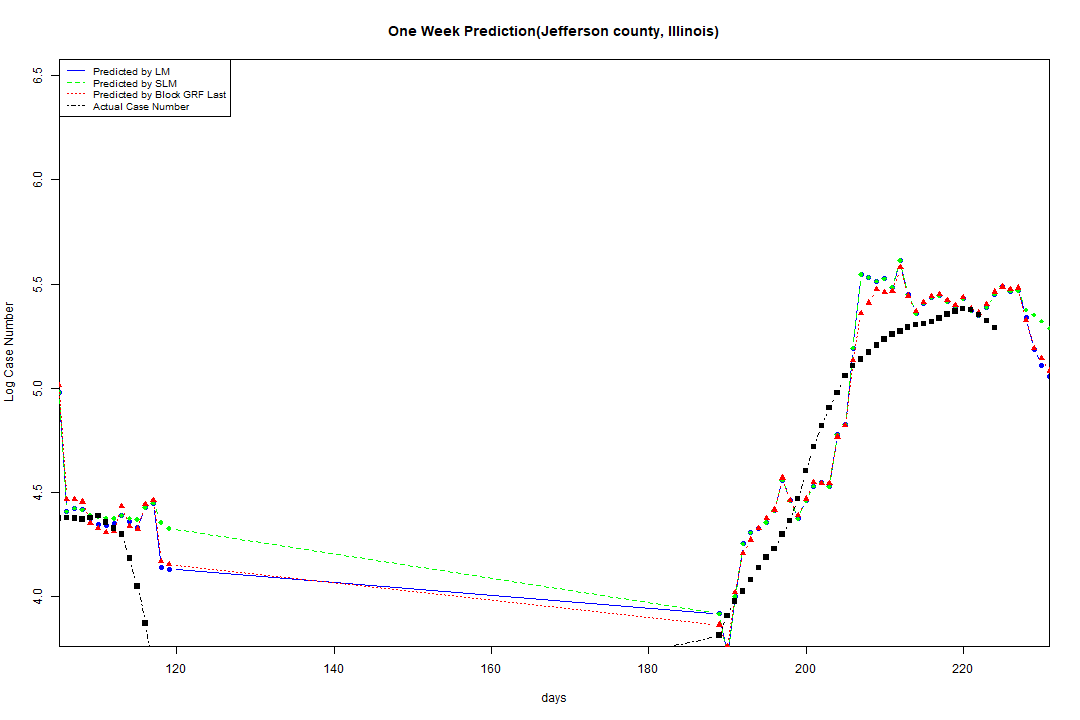 One Week Prediction(Jefferson county, Illinois)
Predicted by LM
Predicted by SLM
Predicted by Block GRF Last
Actual Case Number
6.5
6.0
5.5
5.0
4.5
4.0
Log Case Number
120 140 160 180 200 220
days